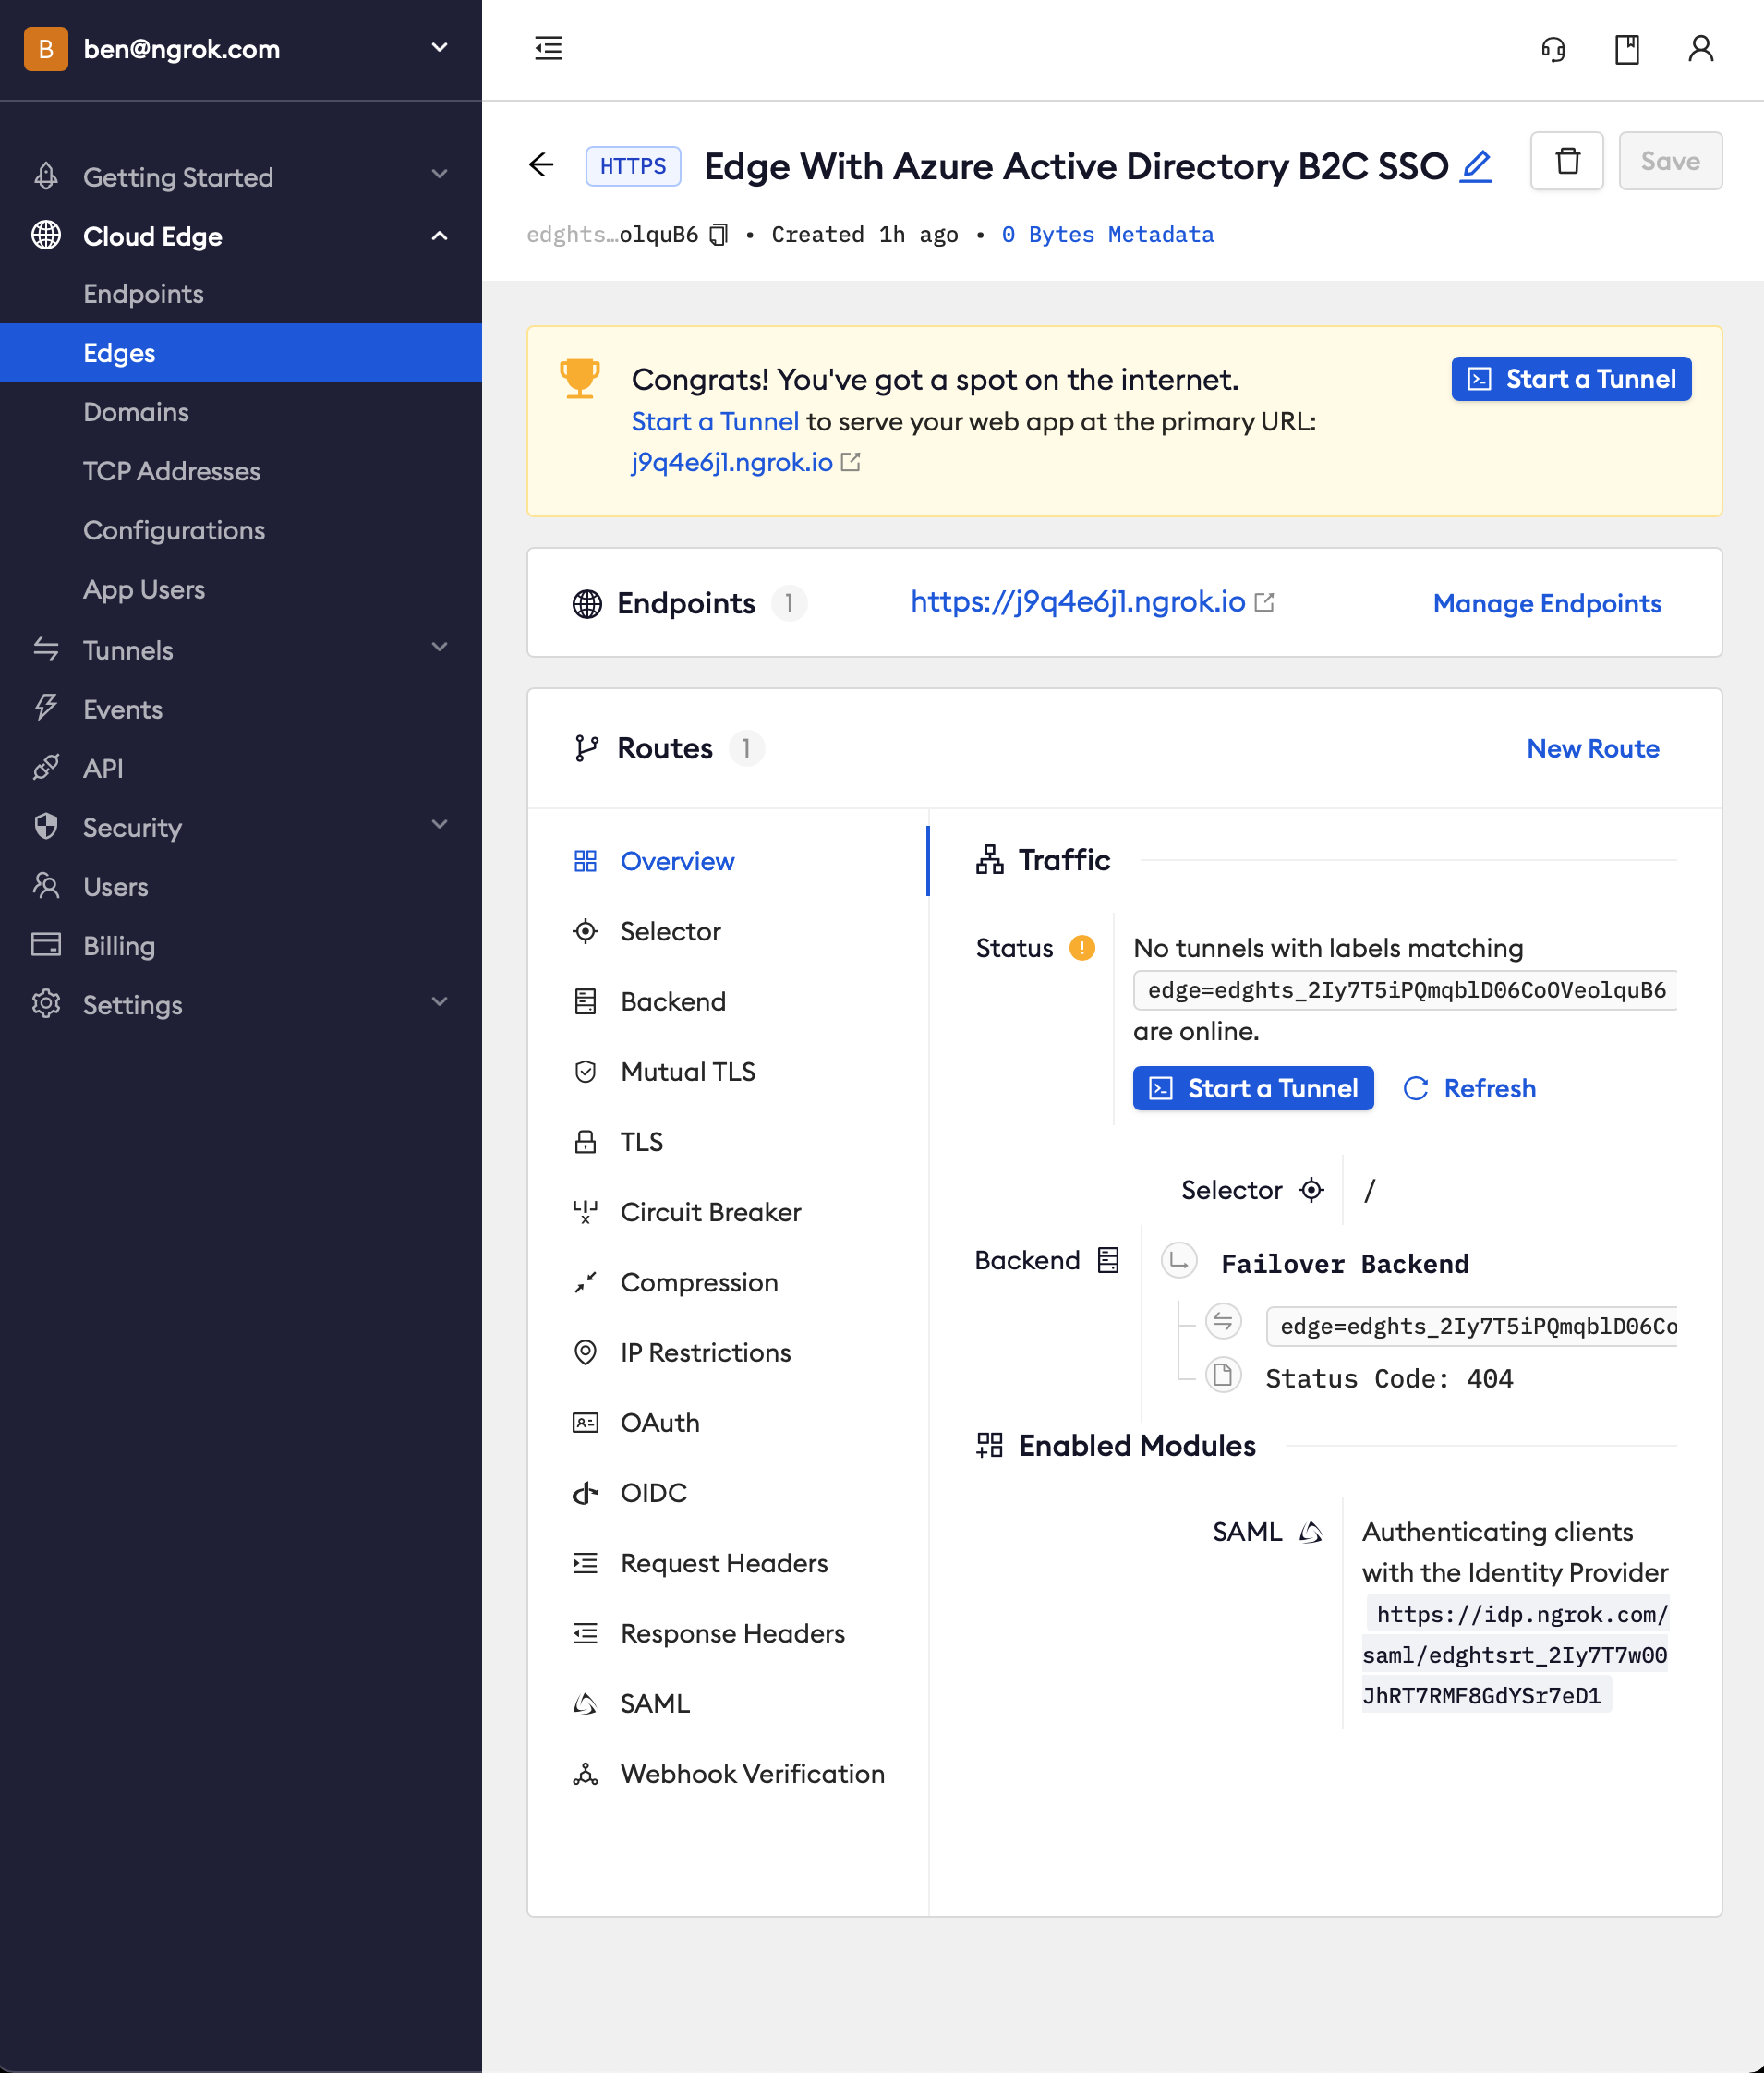 B ben@ngrok.com
Getting Started
Cloud Edge
Endpoints
Edges
Domains
TCP Addresses
Configurations
App Users
Tunnels
Events
API
Security
Users
Billing
Settings
HTTPS Edge With Azure Active Directory B2C SSO Save
edghts…olquB6 • Created 1h ago • 0 Bytes Metadata
Congrats! You've got a spot on the internet. Start a Tunnel
Start a Tunnel to serve your web app at the primary URL:
j9q4e6j1.ngrok.io
Endpoints 1 https://j9q4e6j1.ngrok.io Manage Endpoints
Routes 1 New Route
Overview
Selector
Backend
Mutual TLS
TLS
Circuit Breaker
Compression
IP Restrictions
OAuth
OIDC
Request Headers
Response Headers
SAML
Webhook Verification
Traffic
Status ! No tunnels with labels matching
edge=edghts_2Iy7T5iPQmqblD06CoOVeolquB6
are online.
Start a Tunnel Refresh
Selector /
Backend Failover Backend
edge=edghts_2Iy7T5iPQmqblD06Co
Status Code: 404
Enabled Modules
SAML Authenticating clients
with the Identity Provider
https://idp.ngrok.com/
saml/edghtsrt_2Iy7T7w00
JhRT7RMF8GdYSr7eD1